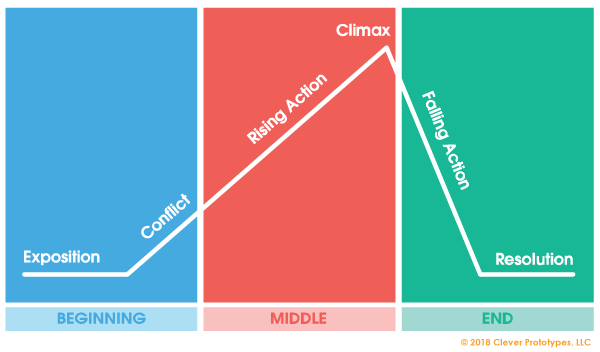 Climax
Rising Action
Falling Action
Conflict
Exposition
Resolution
BEGINNING
MIDDLE
END
© 2018 Clever Prototypes, LLC